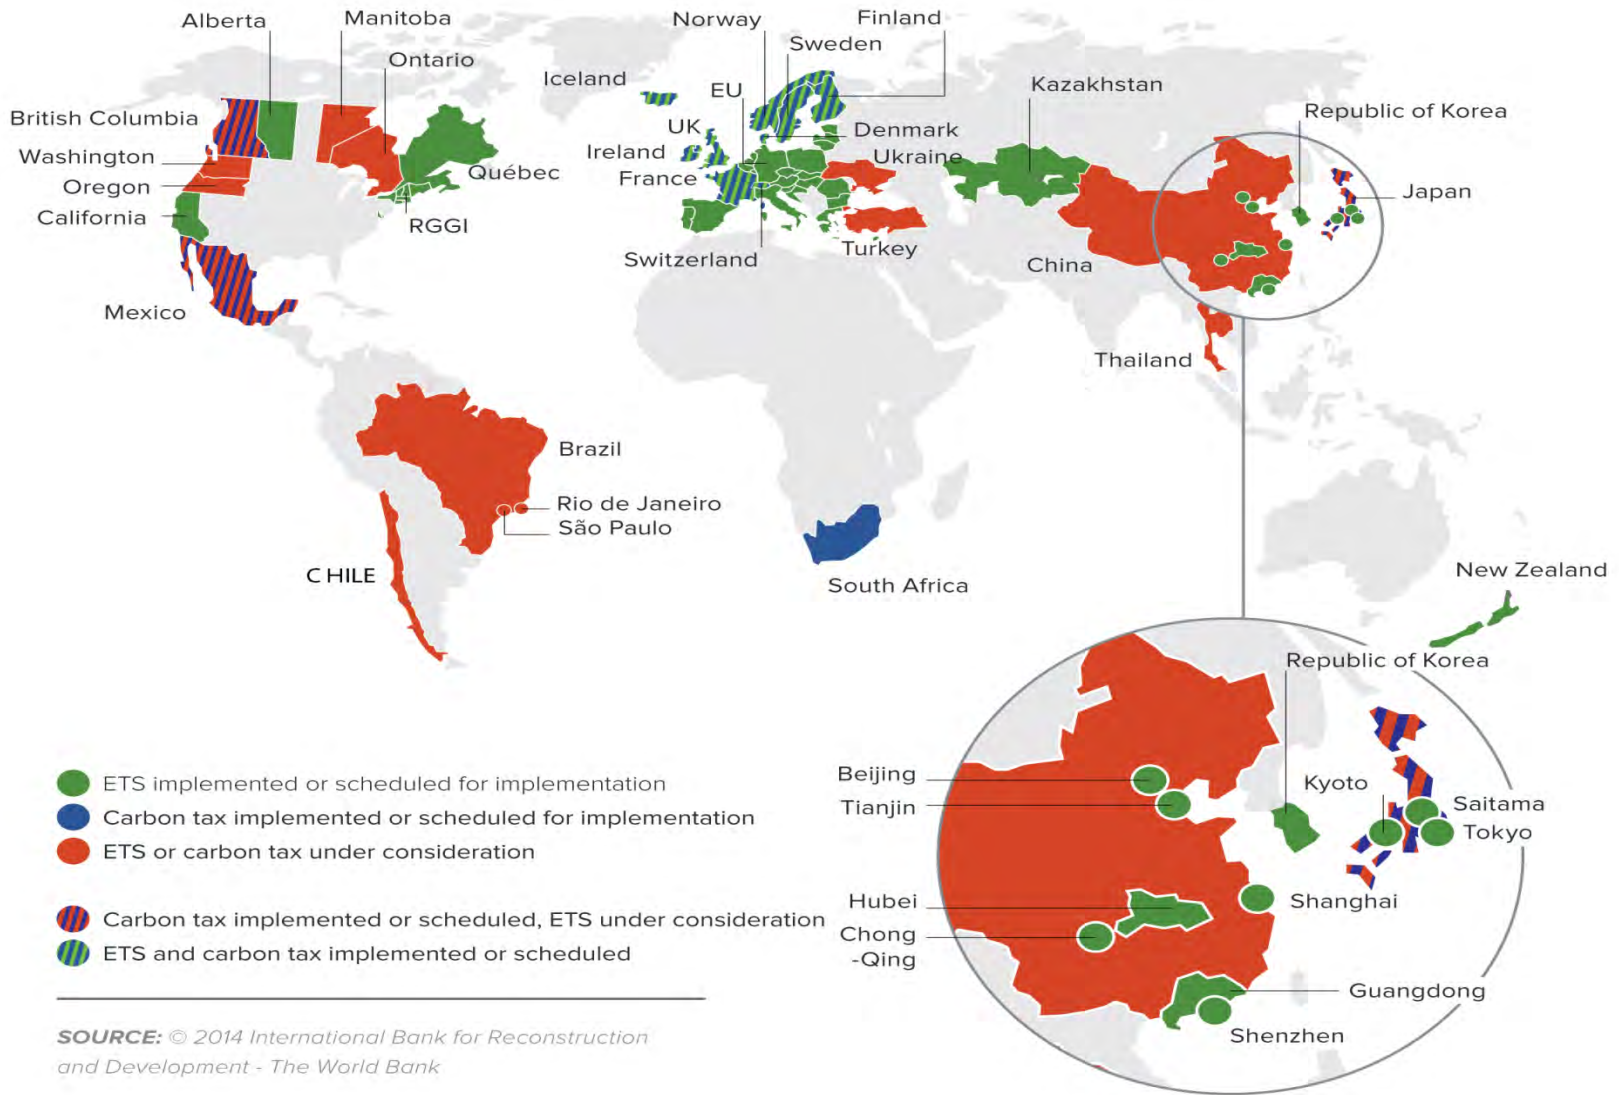 Alberta
Manitoba
Ontario
British Columbia
Washington
Oregon
California
Québec
RGGI
Mexico
Iceland
Norway
Finland
Sweden
EU
UK
Ireland
France
Denmark
Ukraine
Switzerland
Turkey
Kazakhstan
Republic of Korea
Japan
China
Thailand
Brazil
Rio de Janeiro
São Paulo
CHILE
South Africa
New Zealand
Republic of Korea
Beijing
Tianjin
Kyoto
Saitama
Tokyo
Hubei
Shanghai
Chong
-Qing
Guangdong
Shenzhen
ETS implemented or scheduled for implementation
Carbon tax implemented or scheduled for implementation
ETS or carbon tax under consideration
Carbon tax implemented or scheduled, ETS under consideration
ETS and carbon tax implemented or scheduled
SOURCE: © 2014 International Bank for Reconstruction
and Development - The World Bank